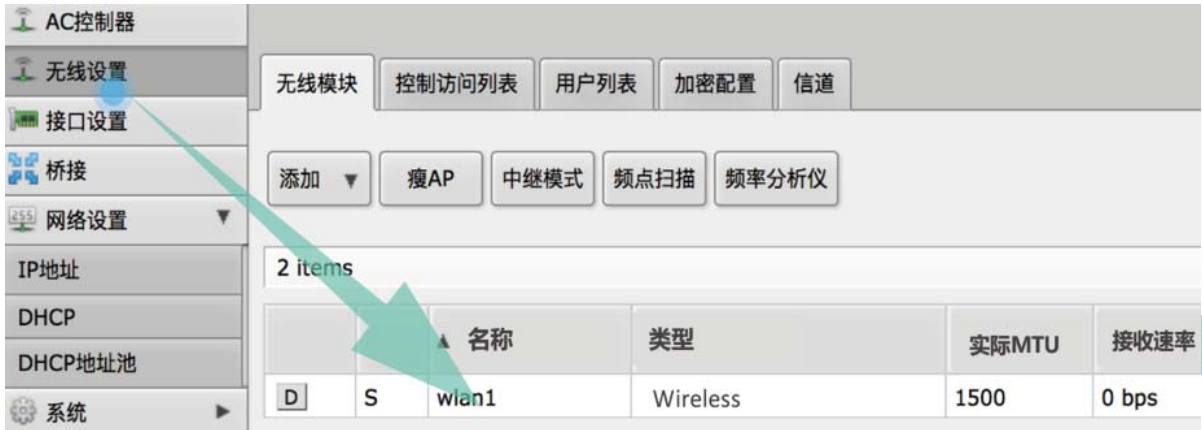 AC控制器
无线设置
接口设置
桥接
网络设置
IP地址
DHCP
DHCP地址池
系统
无线模块 控制访问列表 用户列表 加密配置 信道
添加 瘦AP 中继模式 频点扫描 频率分析仪
2 items
名称 类型 实际MTU 接收速率
D S wlan1 Wireless 1500 0 bps